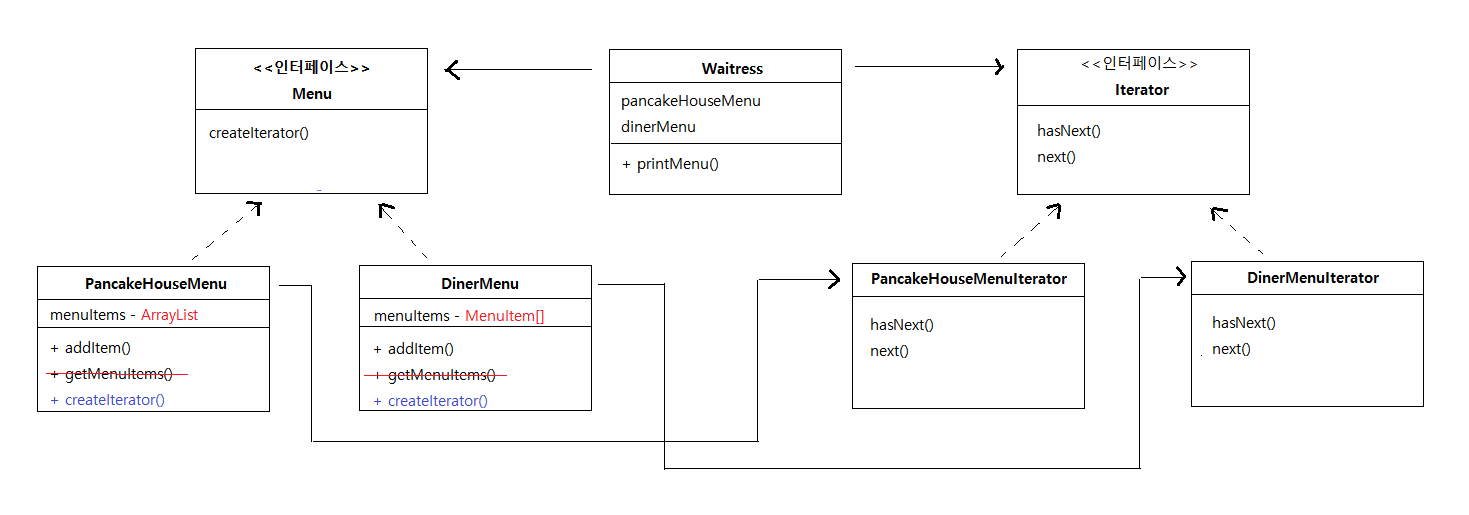 <<인터페이스>>
Menu
createIterator()
Waitress
pancakeHouseMenu
dinerMenu
+ printMenu()
<<인터페이스>>
Iterator
hasNext()
next()
PancakeHouseMenu
menuItems - ArrayList
+ addItem()
+ getMenuItems()
+ createIterator()
DinerMenu
menuItems - MenuItem[]
+ addItem()
+ getMenuItems()
+ createIterator()
PancakeHouseMenuIterator
hasNext()
next()
DinerMenuIterator
hasNext()
next()